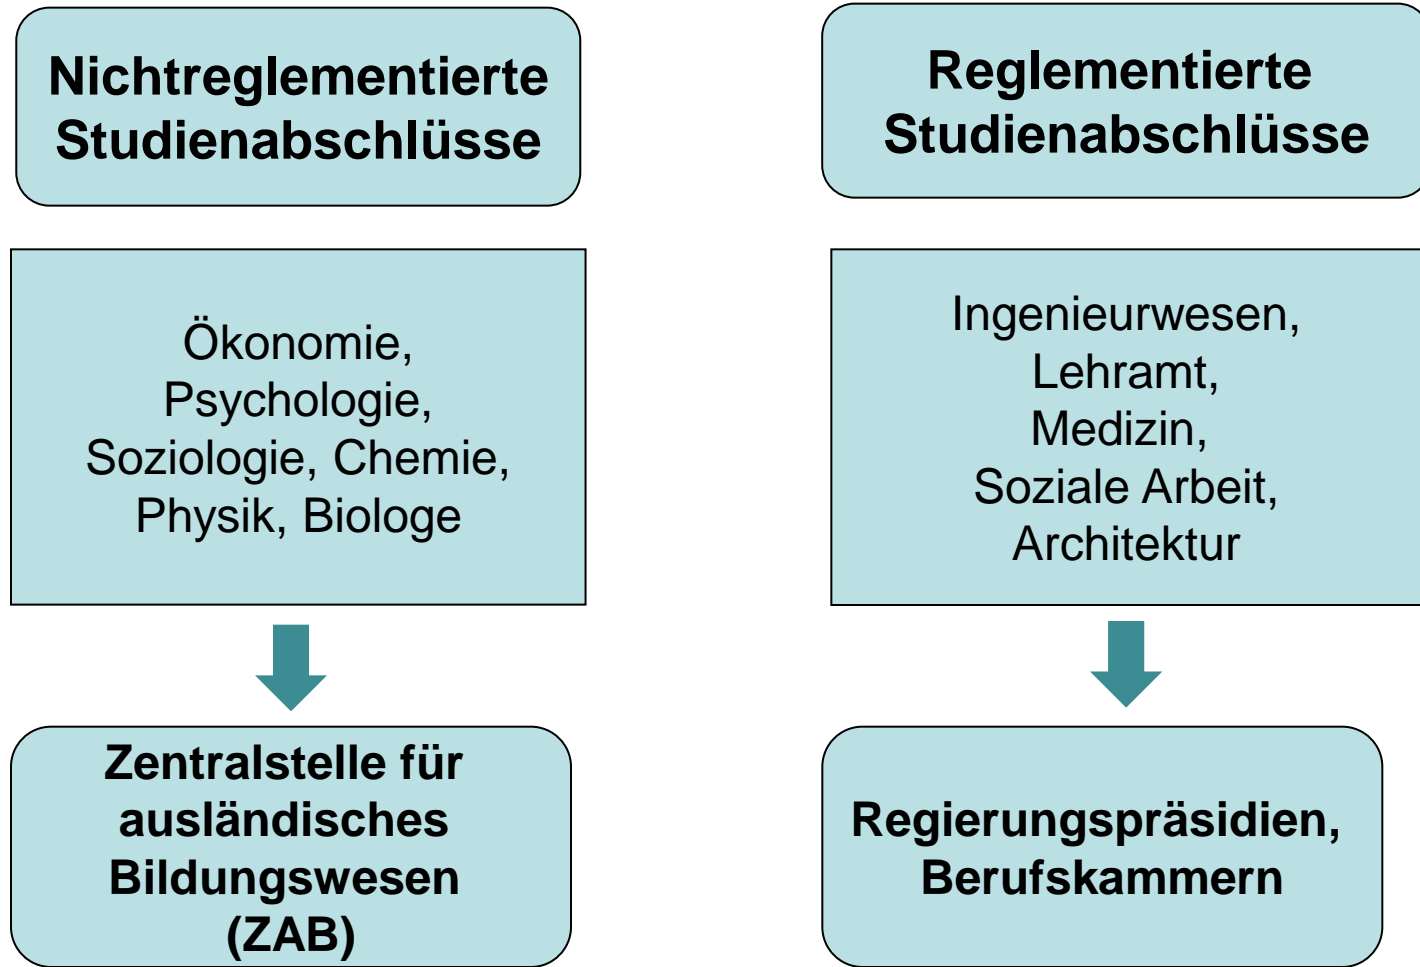 Nichtreglementierte
Studienabschlüsse
Ökonomie,
Psychologie,
Soziologie, Chemie,
Physik, Biologe
Zentralstelle für
ausländisches
Bildungswesen
(ZAB)
Reglementierte
Studienabschlüsse
Ingenieurwesen,
Lehramt,
Medizin,
Soziale Arbeit,
Architektur
Regierungspräsidien,
Berufskammern